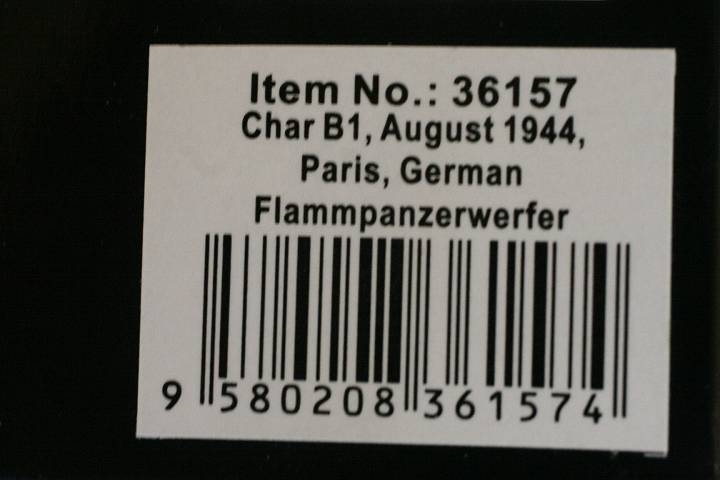 Item No.: 36157
Char B1, August 1944,
Paris, German
Flammpanzerwerfer
9 580208 361574